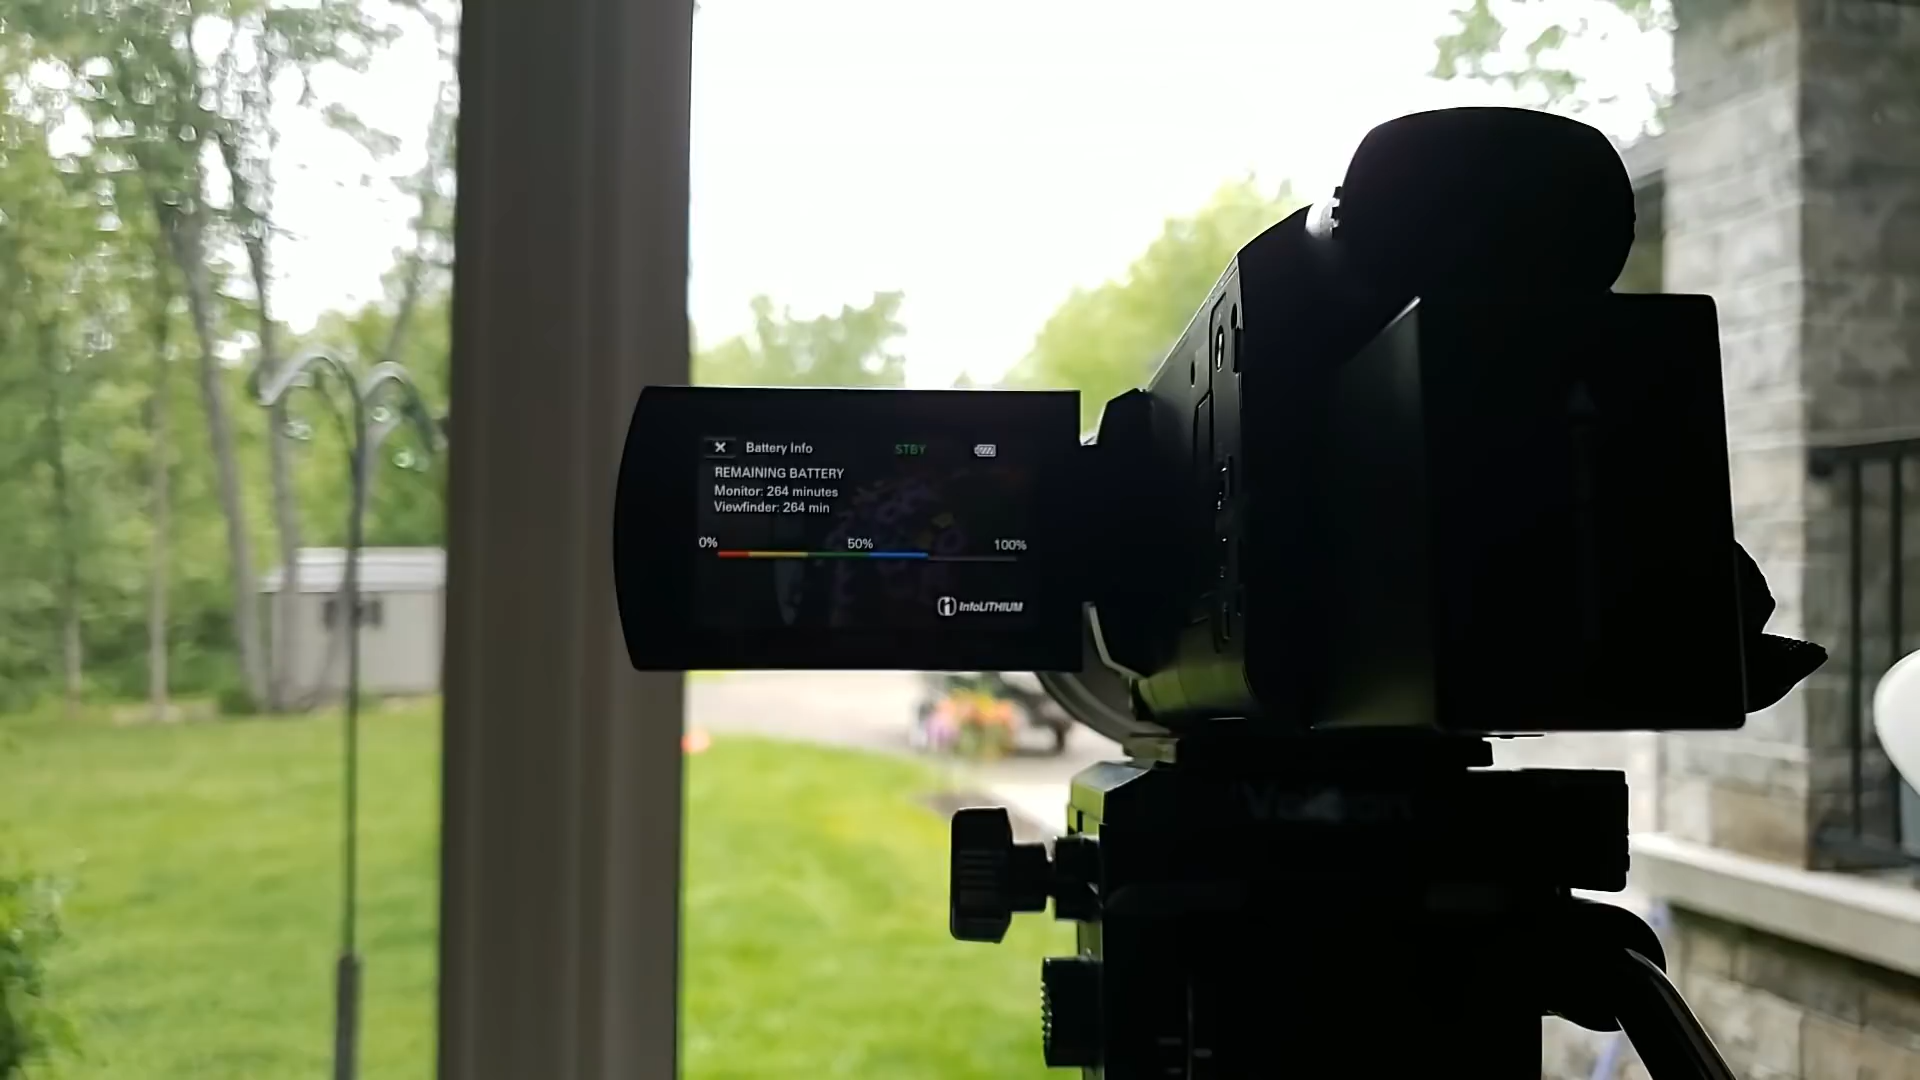 × Battery Info STBY
REMAINING BATTERY
Monitor: 264 minutes
Viewfinder: 264 min
0% 50% 100%
InfoLITHIUM